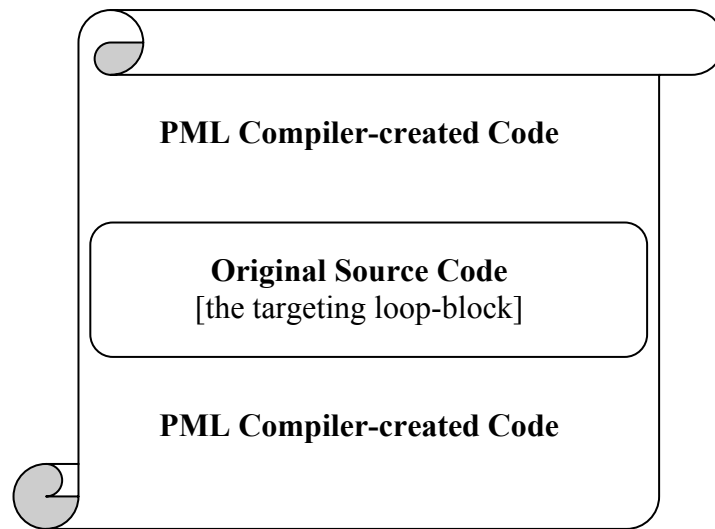 PML Compiler-created Code
Original Source Code
[the targeting loop-block]
PML Compiler-created Code